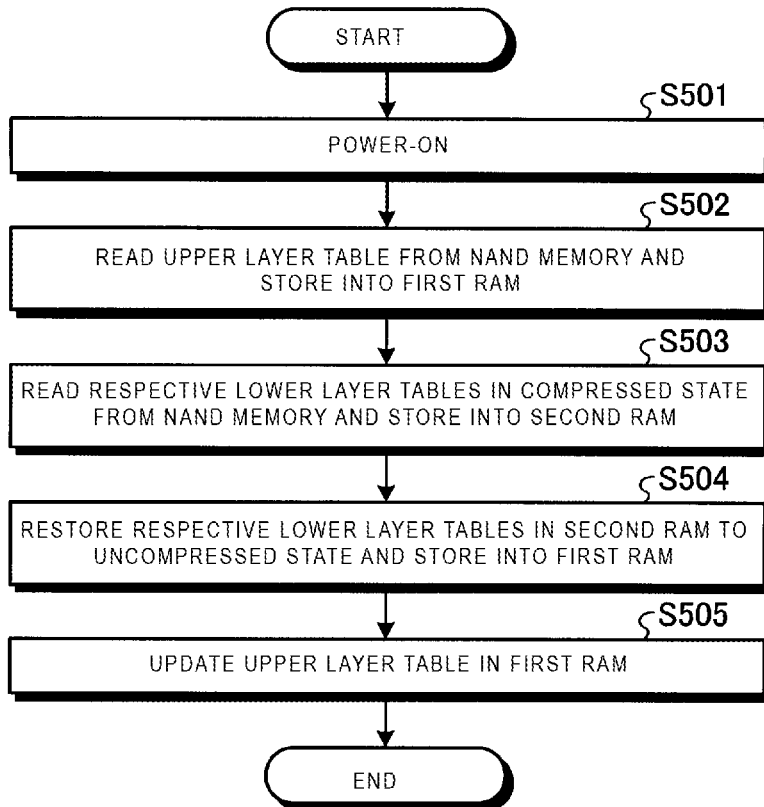 START
S501
POWER-ON
S502
READ UPPER LAYER TABLE FROM NAND MEMORY AND
STORE INTO FIRST RAM
S503
READ RESPECTIVE LOWER LAYER TABLES IN COMPRESSED STATE
FROM NAND MEMORY AND STORE INTO SECOND RAM
S504
RESTORE RESPECTIVE LOWER LAYER TABLES IN SECOND RAM TO
UNCOMPRESSED STATE AND STORE INTO FIRST RAM
S505
UPDATE UPPER LAYER TABLE IN FIRST RAM
END